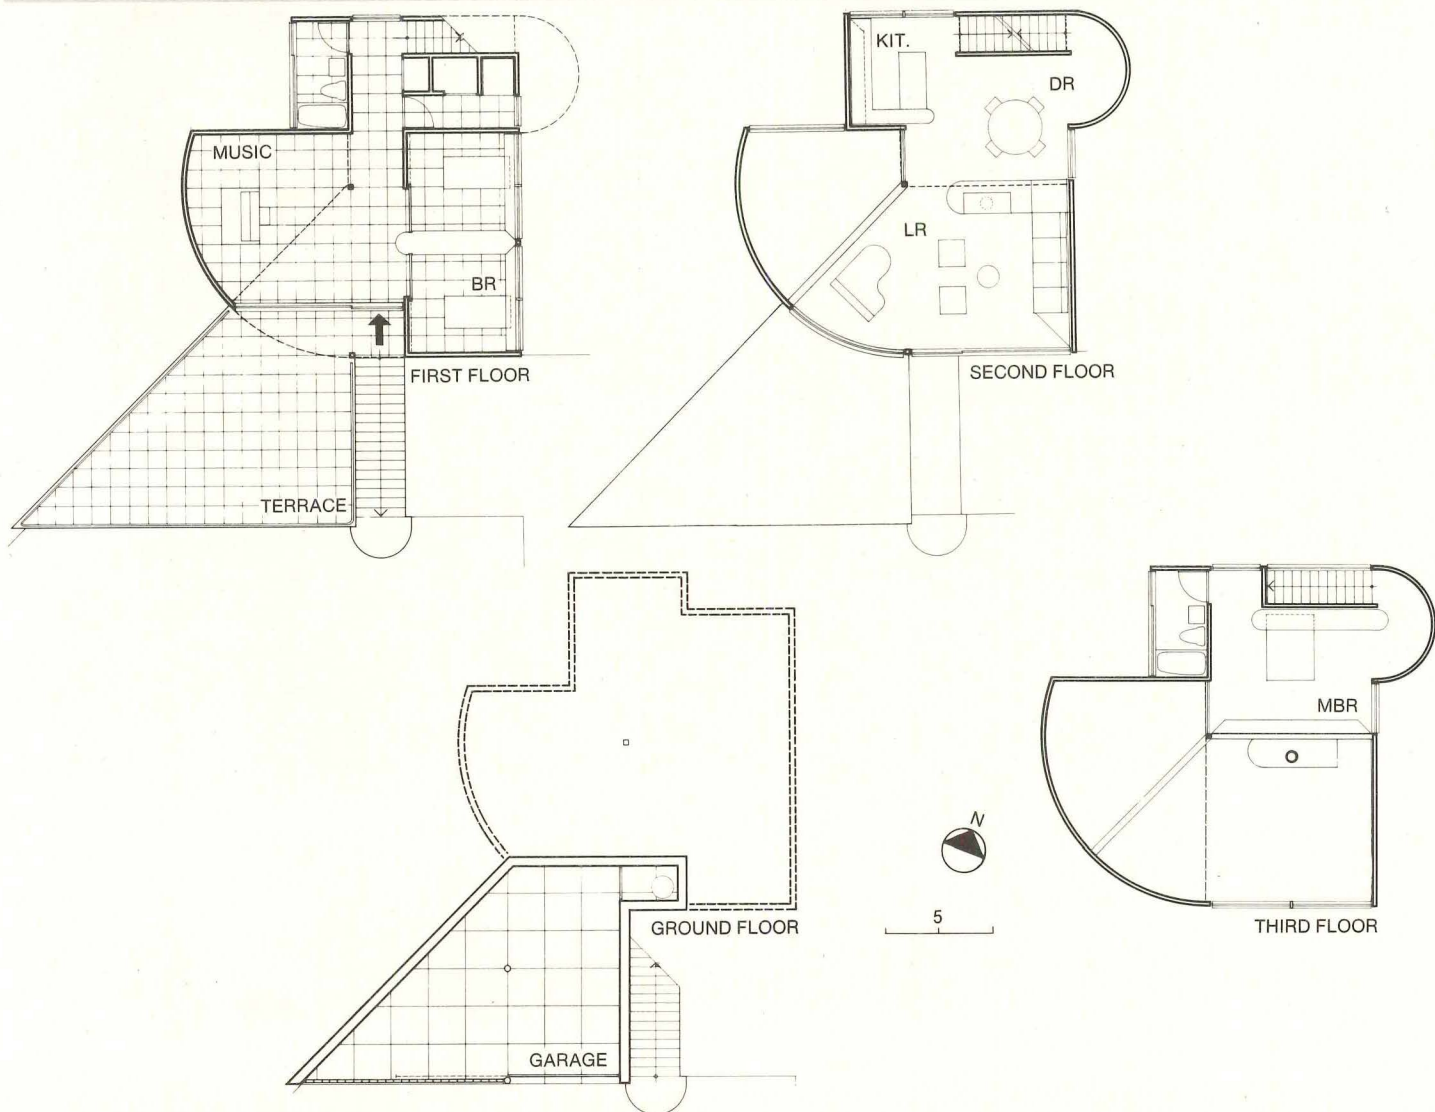 MUSIC
BR
FIRST FLOOR
TERRACE
KIT.
DR
LR
SECOND FLOOR
GROUND FLOOR
GARAGE
N
5
MBR
THIRD FLOOR